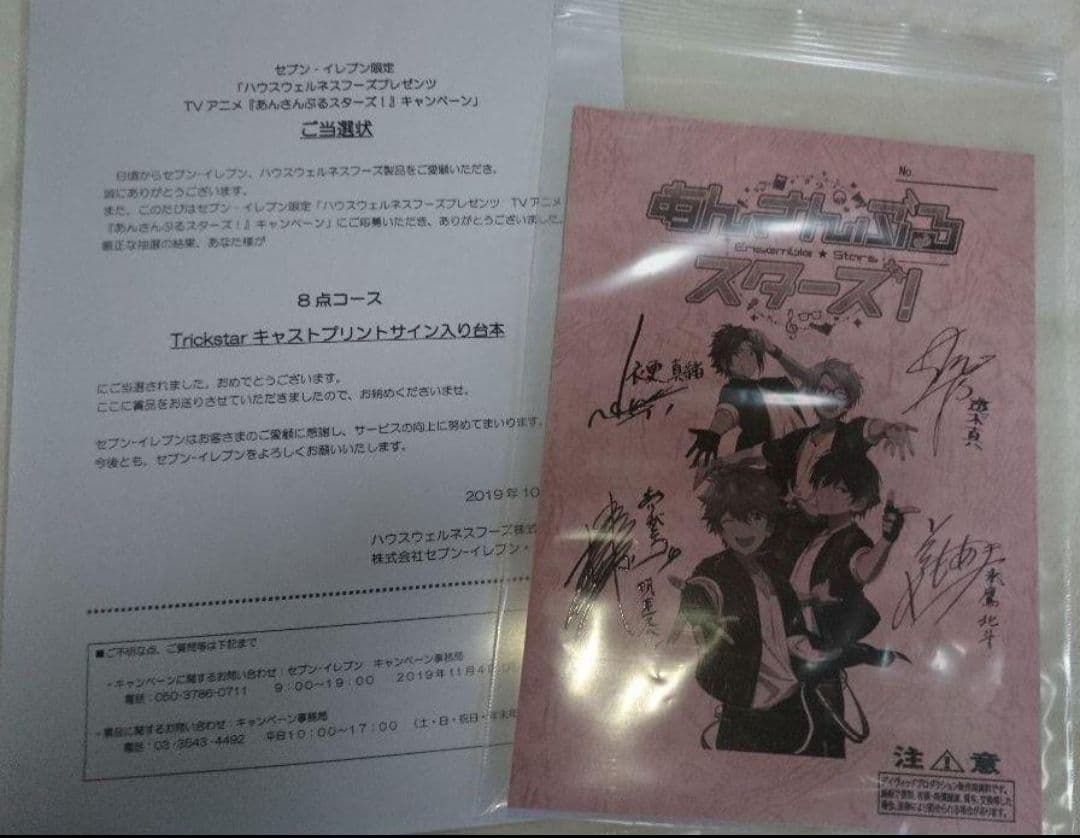 セブン‐イレブン限定
「ハウスウェルネスフーズプレゼンツ
TVアニメ『あんさんぶるスターズ！』キャンペーン」
ご当選状
日頃からセブン‐イレブン、ハウスウェルネスフーズ製品をご愛顧いただき、
誠にありがとうございます。
また、このたびはセブン‐イレブン限定「ハウスウェルネスフーズプレゼンツ　TVアニメ
『あんさんぶるスターズ！』キャンペーン」にご応募いただき、ありがとうございました。
厳正な抽選の結果、あなた様が
8点コース
Trickstar キャストプリントサイン入り台本
にご当選されました。おめでとうございます。
ここに賞品をお送りさせていただきましたので、お納めくださいませ。
セブン‐イレブンはお客さまのご愛顧に感謝し、サービスの向上に努めてまいります。
今後とも、セブン‐イレブンをよろしくお願いいたします。
2019年10
ハウスウェルネスフーズ株式
株式会社セブン‐イレブン・
■ご不明な点、ご質問等は下記まで
-キャンペーンに関するお問い合わせ：セブン‐イレブン　キャンペーン事務局
電話：050-3786-0711　9：00～19：00　2019年11月4日
-賞品に関するお問い合わせ：キャンペーン事務局
電話：03-3543-4492　平日10：00～17：00　（土・日・祝日・年末年
No.
あんさんぶる
Ensemble ★ Stars
スターズ！
衣更 真緒
遊木真
明星
氷鷹 北斗
注 ⚠ 意